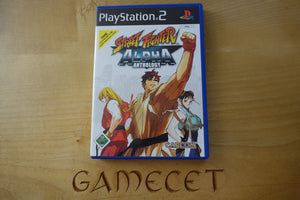 PlayStation®2
STREET FIGHTER
ALPHA
ANTHOLOGY
CAPCOM
GAMECET